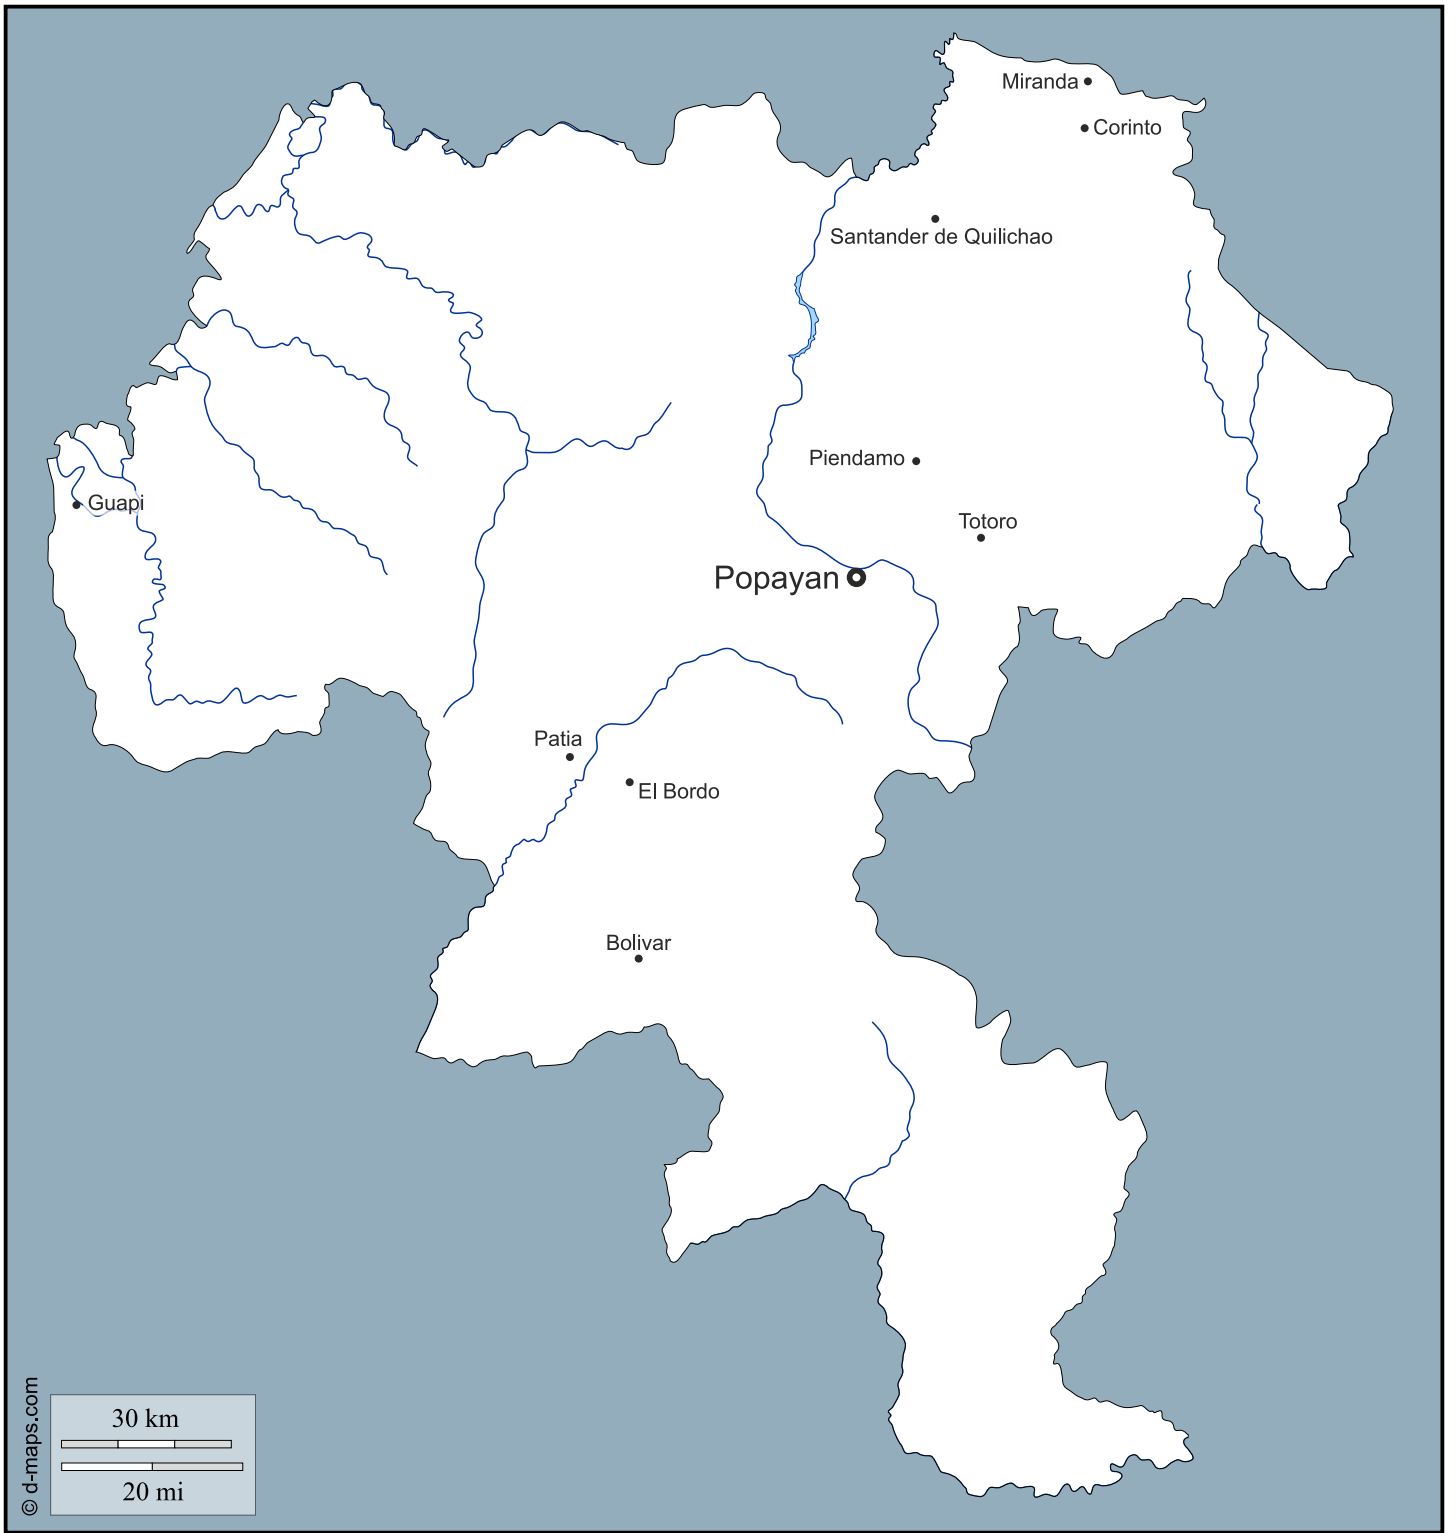 Miranda
Corinto
Santander de Quilichao
Piendamo
Guapi
Totoro
Popayan
Patia
El Bordo
Bolivar
30 km
20 mi
© d-maps.com